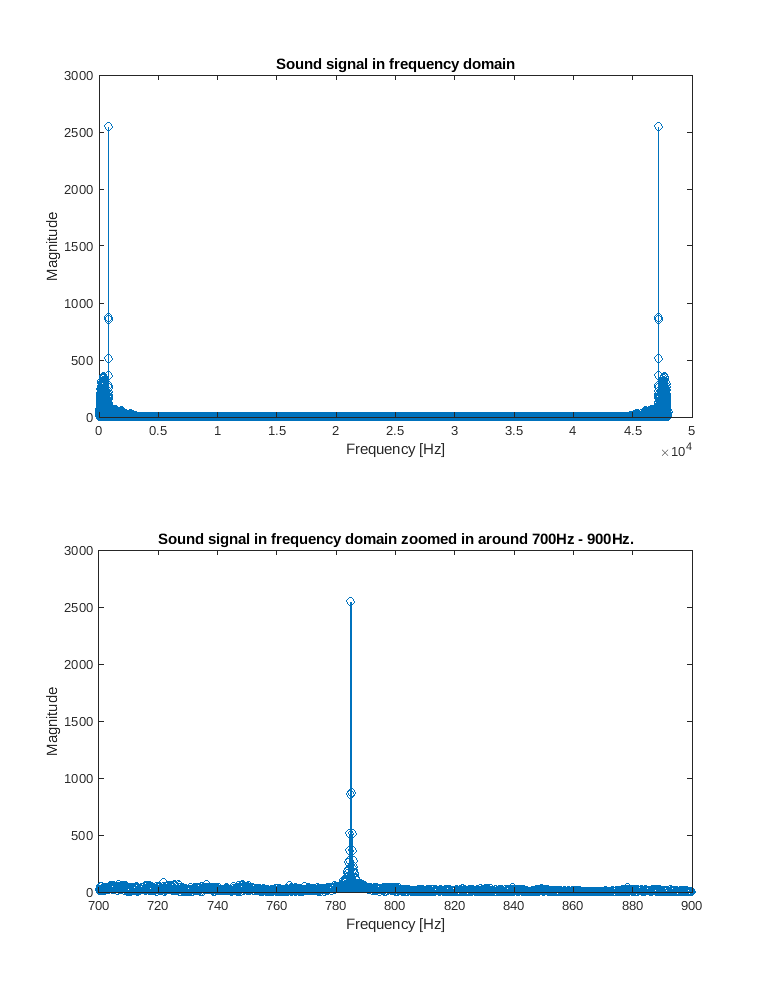 Sound signal in frequency domain
3000
2500
2000
1500
1000
500
0
Magnitude
0 0.5 1 1.5 2 2.5 3 3.5 4 4.5 5
Frequency [Hz]
×10^4
Sound signal in frequency domain zoomed in around 700Hz - 900Hz.
3000
2500
2000
1500
1000
500
0
Magnitude
700 720 740 760 780 800 820 840 860 880 900
Frequency [Hz]